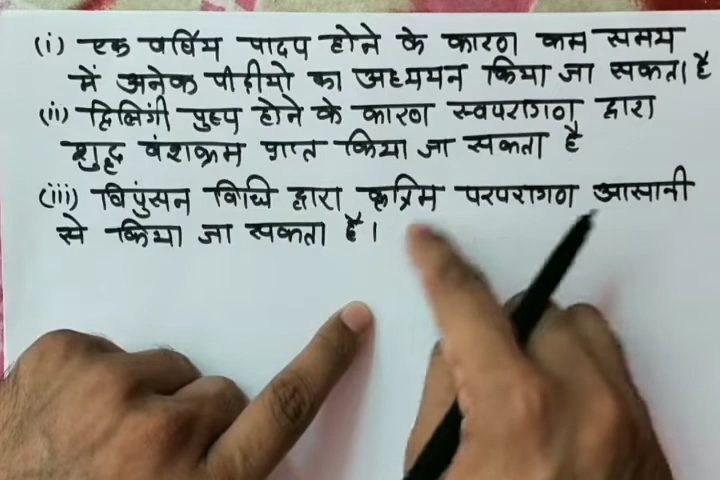 (i) एक वर्षिय पादप होने के कारण कम समय
में अनेक पीढ़ीयो का अध्ययन किया जा सकता है
(ii) द्विलिंगी पुष्प होने के कारण स्वपरागण द्वारा
शुद्ध वंशक्रम प्राप्त किया जा सकता है
(iii) विपुंसन विधि द्वारा कृत्रिम परपरागण आसानी
से किया जा सकता है।